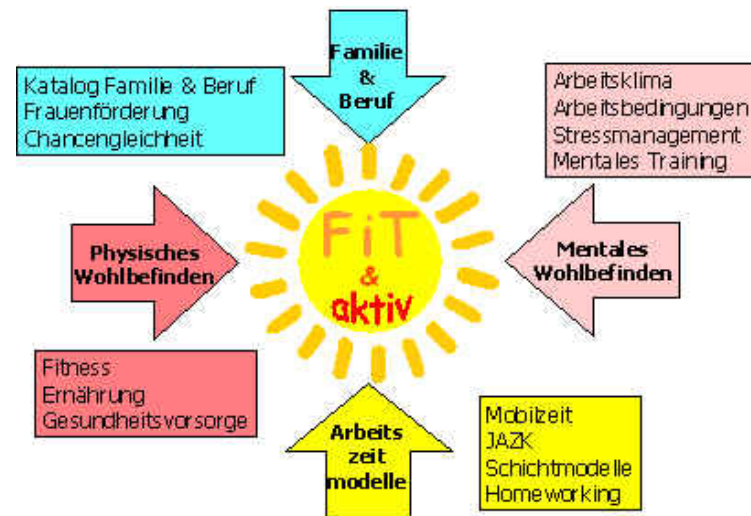 Familie
&
Beruf
Katalog Familie & Beruf
Frauenförderung
Chancengleichheit
Arbeitsklima
Arbeitsbedingungen
Stressmanagement
Mentales Training
Physisches
Wohlbefinden
FiT
&
aktiv
Mentales
Wohlbefinden
Fitness
Ernährung
Gesundheitsvorsorge
Arbeits
zeit
modelle
Mobilzeit
JAZK
Schichtmodelle
Homeworking